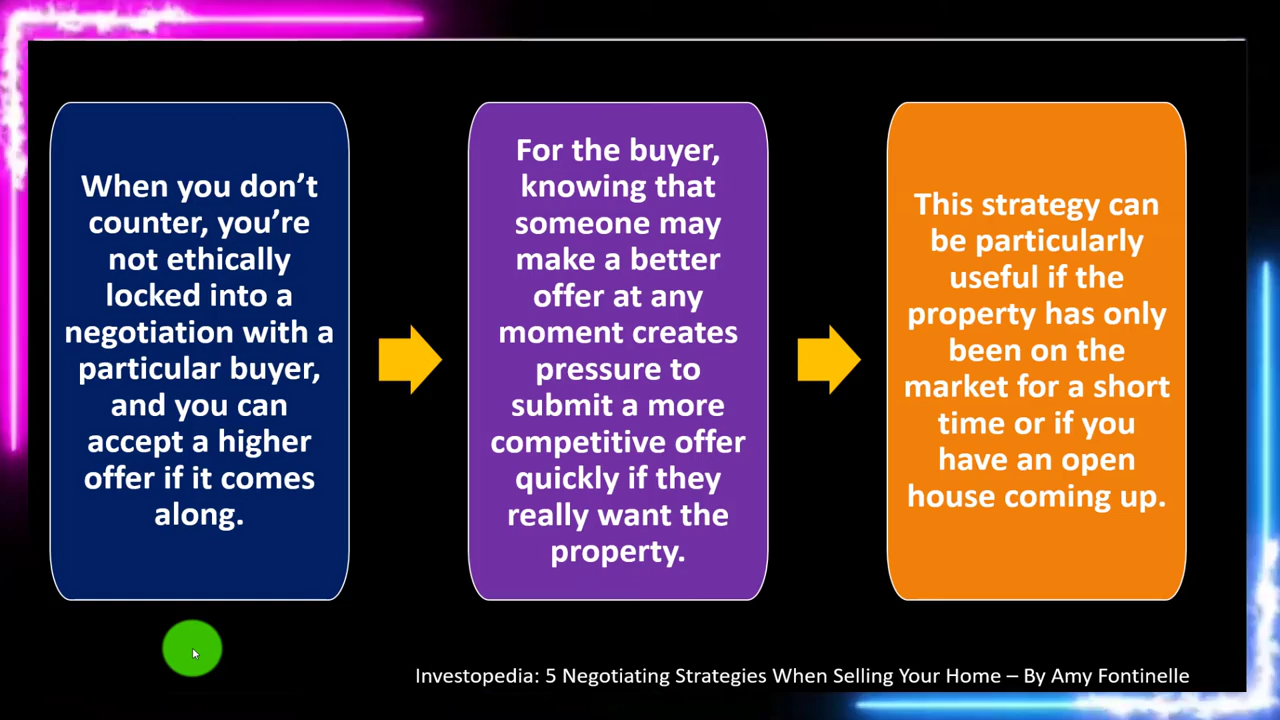 When you don’t
counter, you’re
not ethically
locked into a
negotiation with a
particular buyer,
and you can
accept a higher
offer if it comes
along.
For the buyer,
knowing that
someone may
make a better
offer at any
moment creates
pressure to
submit a more
competitive offer
quickly if they
really want the
property.
This strategy can
be particularly
useful if the
property has only
been on the
market for a short
time or if you
have an open
house coming up.
Investopedia: 5 Negotiating Strategies When Selling Your Home – By Amy Fontinelle